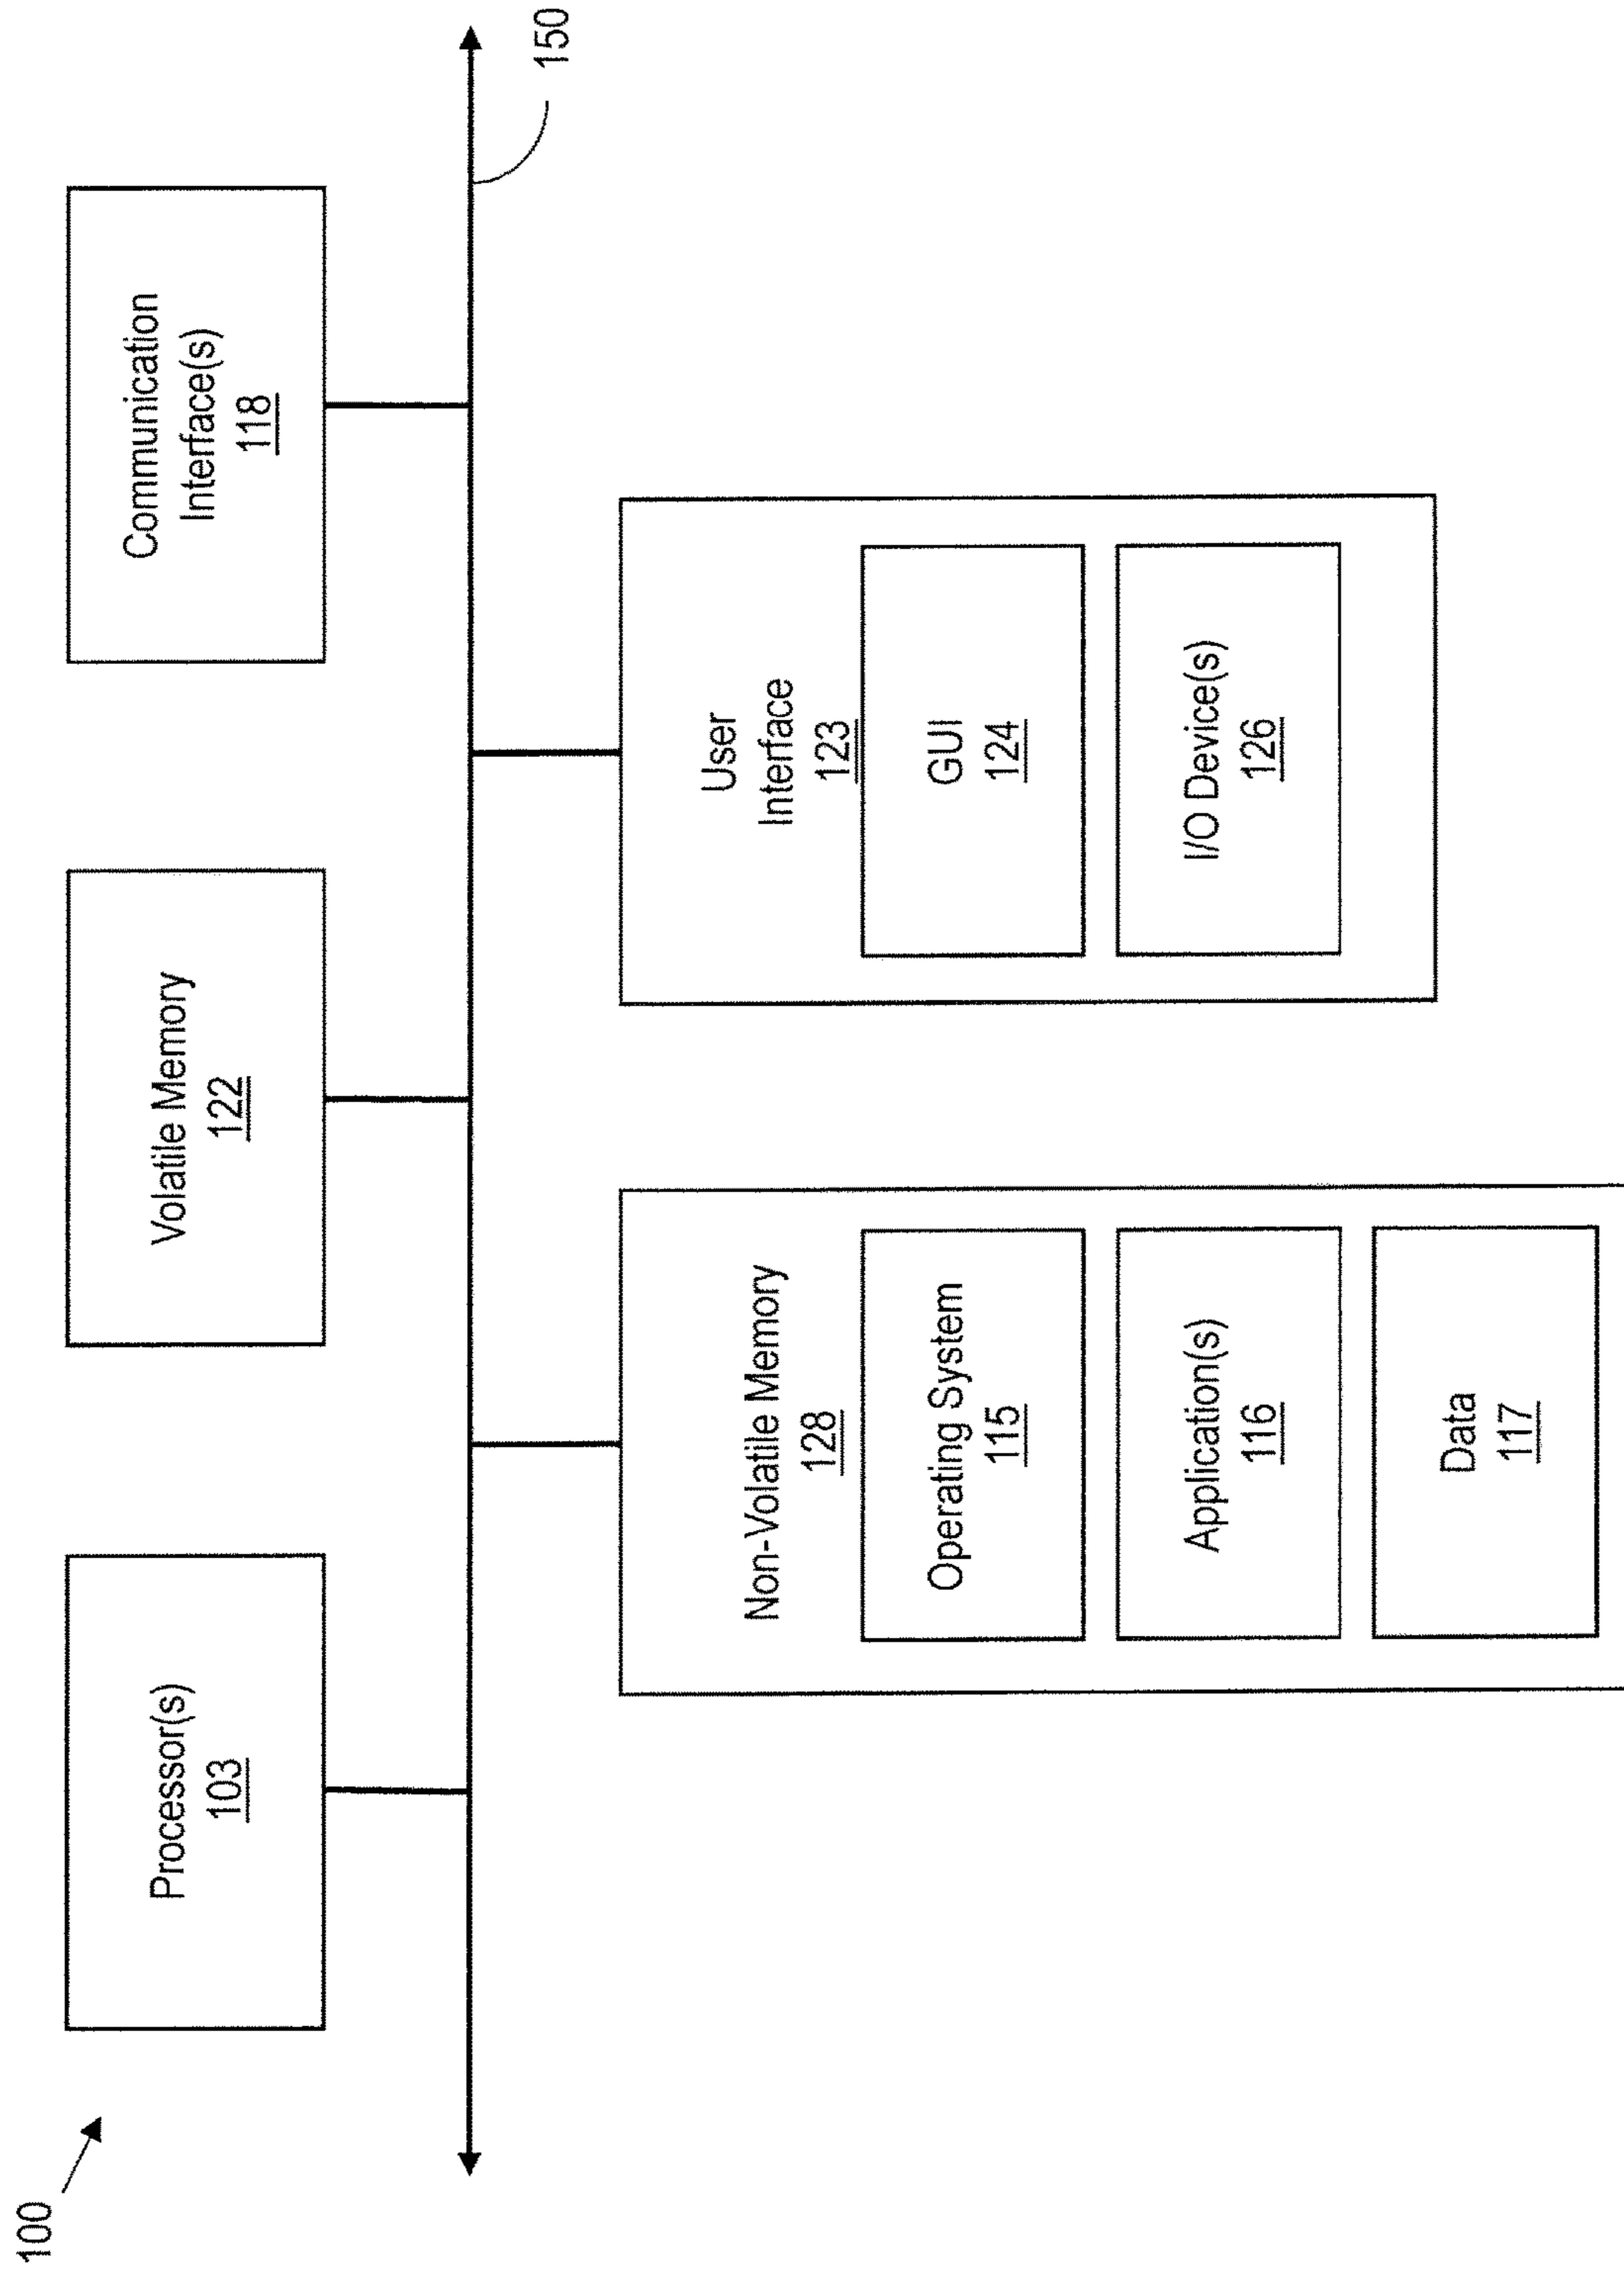 100
Processor(s)
103
Volatile Memory
122
Communication
Interface(s)
118
150
Non-Volatile Memory
128
Operating System
115
Application(s)
116
Data
117
User
Interface
123
GUI
124
I/O Device(s)
126